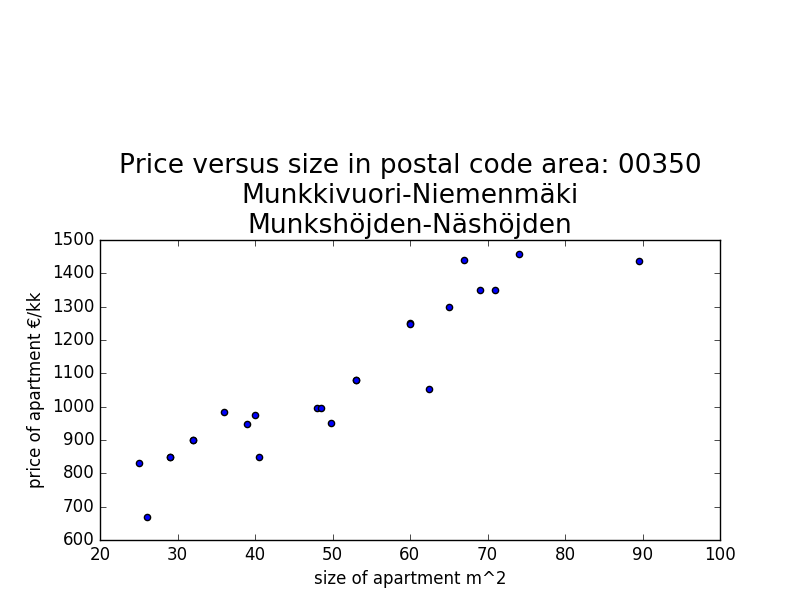 Price versus size in postal code area: 00350
Munkkivuori-Niemenmäki
Munkshöjden-Näshöjden
1500
1400
1300
1200
1100
1000
900
800
700
600
price of apartment €/kk
20 30 40 50 60 70 80 90 100
size of apartment m^2